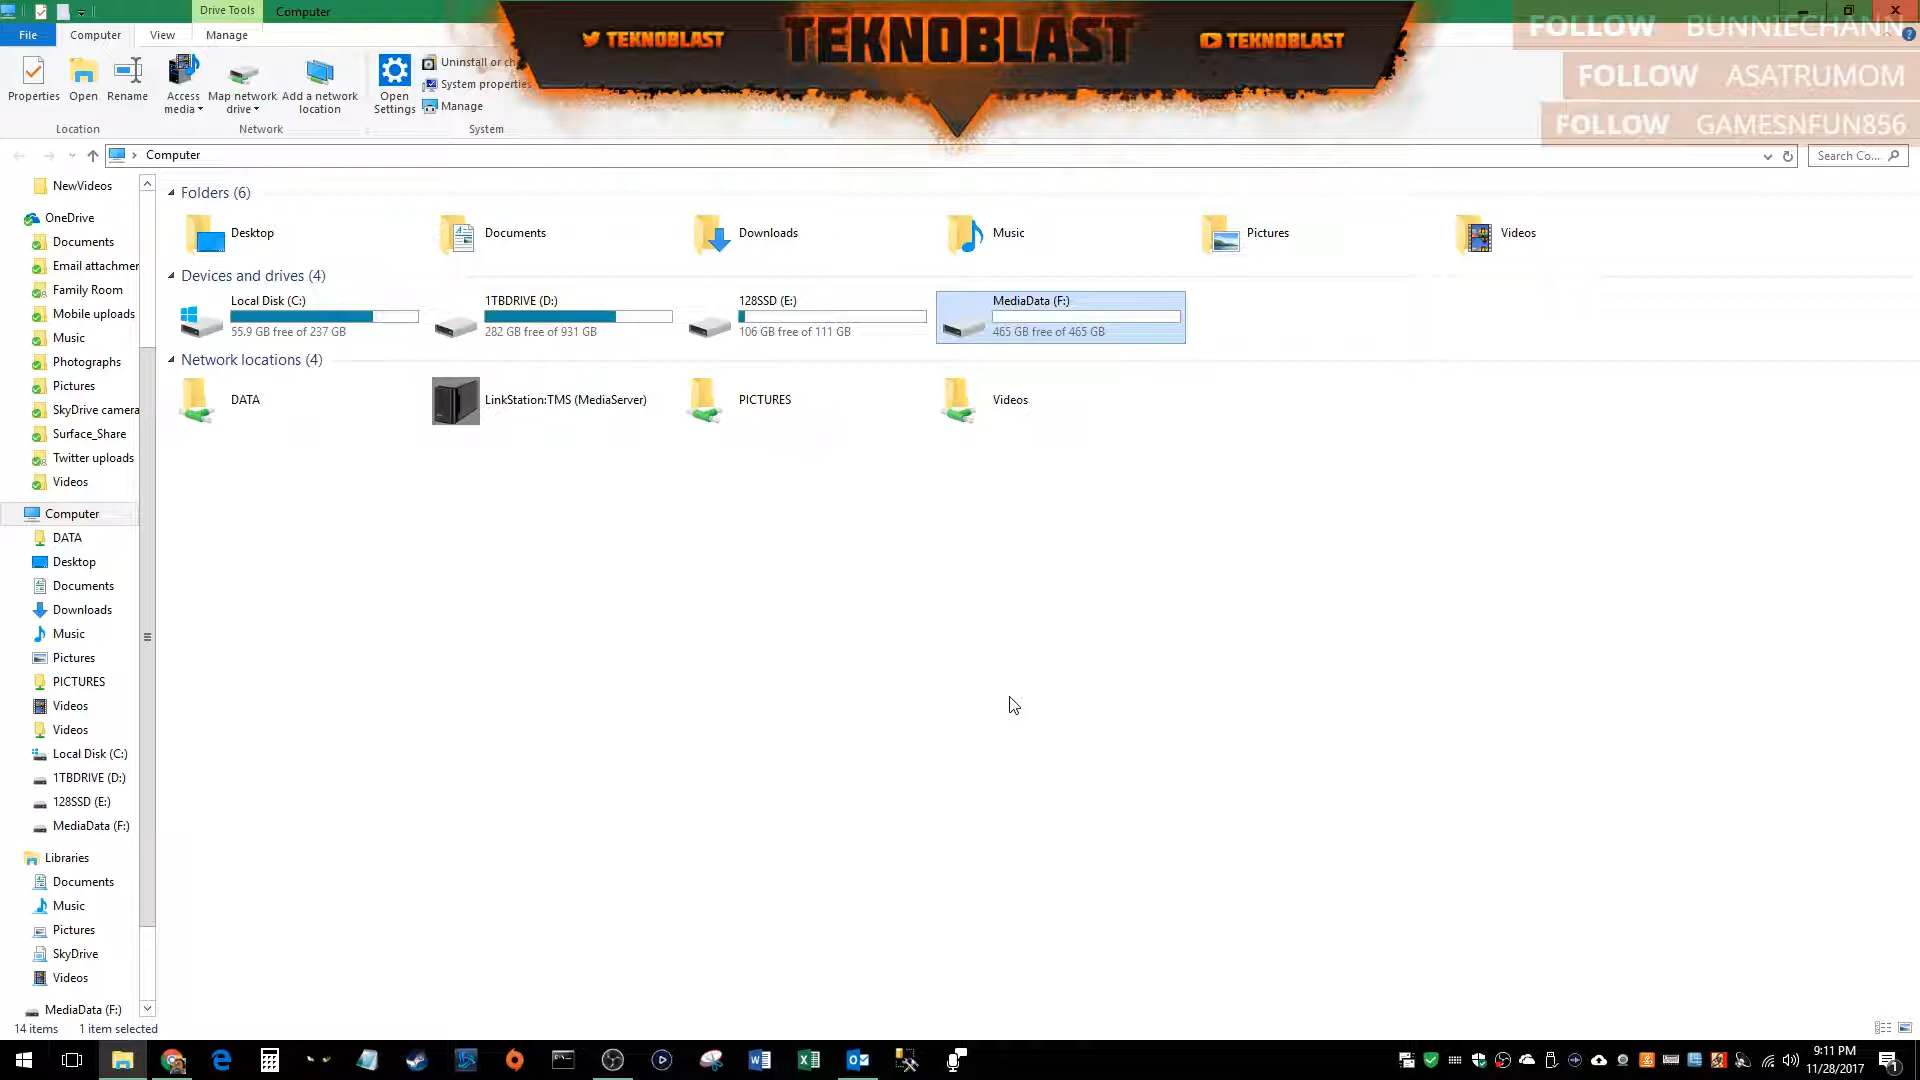 Drive Tools
Computer
File
Computer
View
Manage
TEKNOBLAST
TEKNOBLAST
TEKNOBLAST
FOLLOW BUNNIECHANN
FOLLOW ASATRUMOM
FOLLOW GAMESNFUN856
Properties
Open
Rename
Access media
Map network drive
Add a network location
Open Settings
Uninstall or ch
System properties
Manage
Location
Network
System
Computer
Search Co...
NewVideos
OneDrive
Documents
Email attachmen
Family Room
Mobile uploads
Music
Photographs
Pictures
SkyDrive camera
Surface_Share
Twitter uploads
Videos
Computer
DATA
Desktop
Documents
Downloads
Music
Pictures
PICTURES
Videos
Videos
Local Disk (C:)
1TBDRIVE (D:)
128SSD (E:)
MediaData (F:)
Libraries
Documents
Music
Pictures
SkyDrive
Videos
MediaData (F:)
Folders (6)
Desktop
Documents
Downloads
Music
Pictures
Videos
Devices and drives (4)
Local Disk (C:)
55.9 GB free of 237 GB
1TBDRIVE (D:)
282 GB free of 931 GB
128SSD (E:)
106 GB free of 111 GB
MediaData (F:)
465 GB free of 465 GB
Network locations (4)
DATA
LinkStation:TMS (MediaServer)
PICTURES
Videos
14 items
1 item selected
9:11 PM
11/28/2017